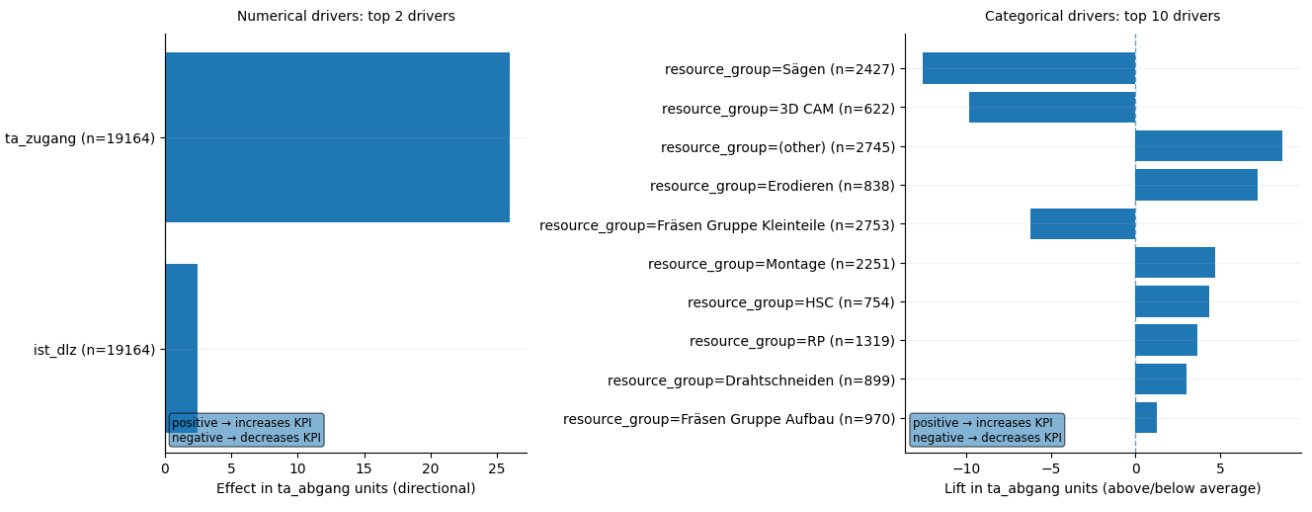 Numerical drivers: top 2 drivers
ta_zugang (n=19164)
ist_dlz (n=19164)
positive → increases KPI
negative → decreases KPI
0 5 10 15 20 25
Effect in ta_abgang units (directional)
Categorical drivers: top 10 drivers
resource_group=Sägen (n=2427)
resource_group=3D CAM (n=622)
resource_group=(other) (n=2745)
resource_group=Erodieren (n=838)
resource_group=Fräsen Gruppe Kleinteile (n=2753)
resource_group=Montage (n=2251)
resource_group=HSC (n=754)
resource_group=RP (n=1319)
resource_group=Drahtschneiden (n=899)
resource_group=Fräsen Gruppe Aufbau (n=970)
positive → increases KPI
negative → decreases KPI
−10 −5 0 5
Lift in ta_abgang units (above/below average)